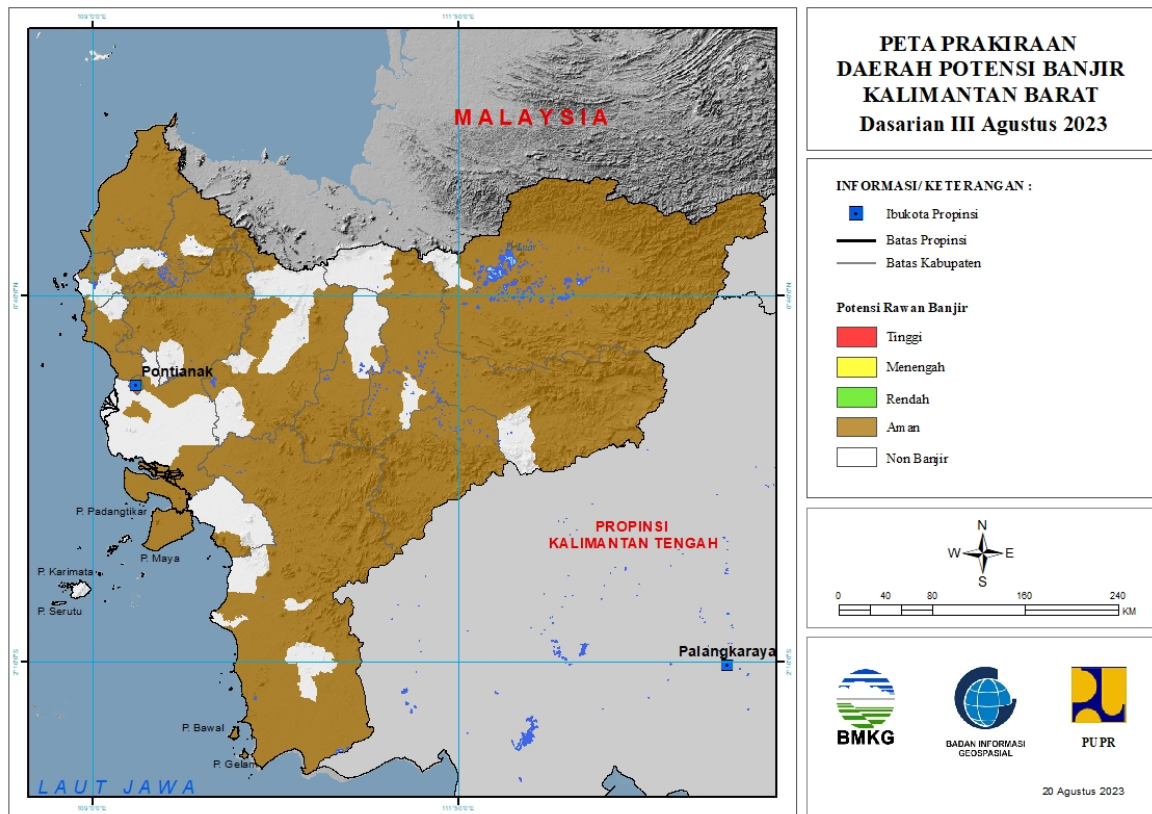 PETA PRAKIRAAN
DAERAH POTENSI BANJIR
KALIMANTAN BARAT
Dasarian III Agustus 2023
INFORMASI/ KETERANGAN :
Ibukota Propinsi
Batas Propinsi
Batas Kabupaten
Potensi Rawan Banjir
Tinggi
Menengah
Rendah
Aman
Non Banjir
N
W E
S
0 40 80 160 240
KM
BMKG
BADAN INFORMASI
GEOSPASIAL
PUPR
20 Agustus 2023
MALAYSIA
Pontianak
P. Padangtikar
P. Maya
P. Karimata
P. Serutu
PROPINSI
KALIMANTAN TENGAH
Palangkaraya
P. Bawal
P. Gelam
LAUT JAWA